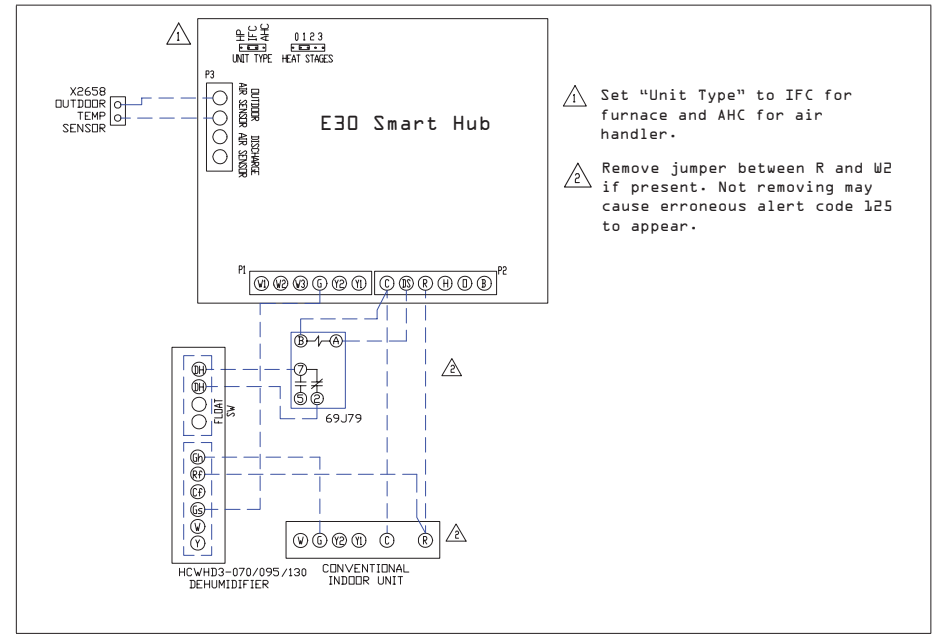 1
HP
IFC
AHC
0 1 2 3
UNIT TYPE
HEAT STAGES
P3
X2658
OUTDOOR
TEMP
SENSOR
OUTDOOR
AIR SENSOR
DISCHARGE
AIR SENSOR
E30 Smart Hub
1
Set “Unit Type” to IFC for
furnace and AHC for air
handler.
2
Remove jumper between R and W2
if present. Not removing may
cause erroneous alert code 125
to appear.
P1
W1 W2 W3 G Y2 Y1
C DS R H O B
P2
B A
7
5 2
69J79
2
DH
DH
FLOAT
SW
Gh
Rf
Cf
Gs
W
Y
HCWHD3-070/095/130
DEHUMIDIFIER
W G Y2 Y1 C R
2
CONVENTIONAL
INDOOR UNIT